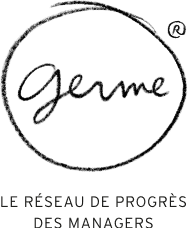 germe®
LE RÉSEAU DE PROGRÈS
DES MANAGERS